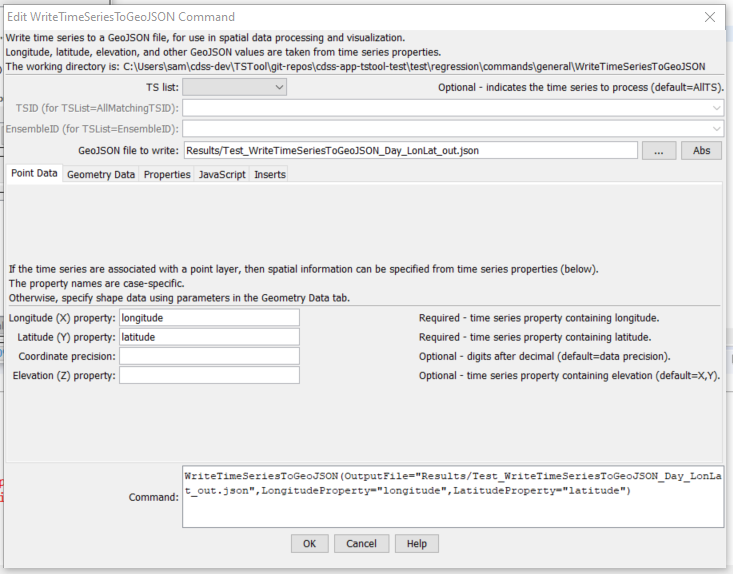 Edit WriteTimeSeriesToGeoJSON Command
Write time series to a GeoJSON file, for use in spatial data processing and visualization.
Longitude, latitude, elevation, and other GeoJSON values are taken from time series properties.
The working directory is: C:\Users\sam\cdss-dev\TSTool\git-repos\cdss-app-tstool-test\test\regression\commands\general\WriteTimeSeriesToGeoJSON
TS list: Optional - indicates the time series to process (default=AllTS).
TSID (for TSList=AllMatchingTSID):
EnsembleID (for TSList=EnsembleID):
GeoJSON file to write: Results/Test_WriteTimeSeriesToGeoJSON_Day_LonLat_out.json ... Abs
Point Data Geometry Data Properties JavaScript Inserts
If the time series are associated with a point layer, then spatial information can be specified from time series properties (below).
The property names are case-specific.
Otherwise, specify shape data using parameters in the Geometry Data tab.
Longitude (X) property: longitude Required - time series property containing longitude.
Latitude (Y) property: latitude Required - time series property containing latitude.
Coordinate precision: Optional - digits after decimal (default=data precision).
Elevation (Z) property: Optional - time series property containing elevation (default=X,Y).
Command: WriteTimeSeriesToGeoJSON(OutputFile="Results/Test_WriteTimeSeriesToGeoJSON_Day_LonLa
t_out.json",LongitudeProperty="longitude",LatitudeProperty="latitude")
OK Cancel Help